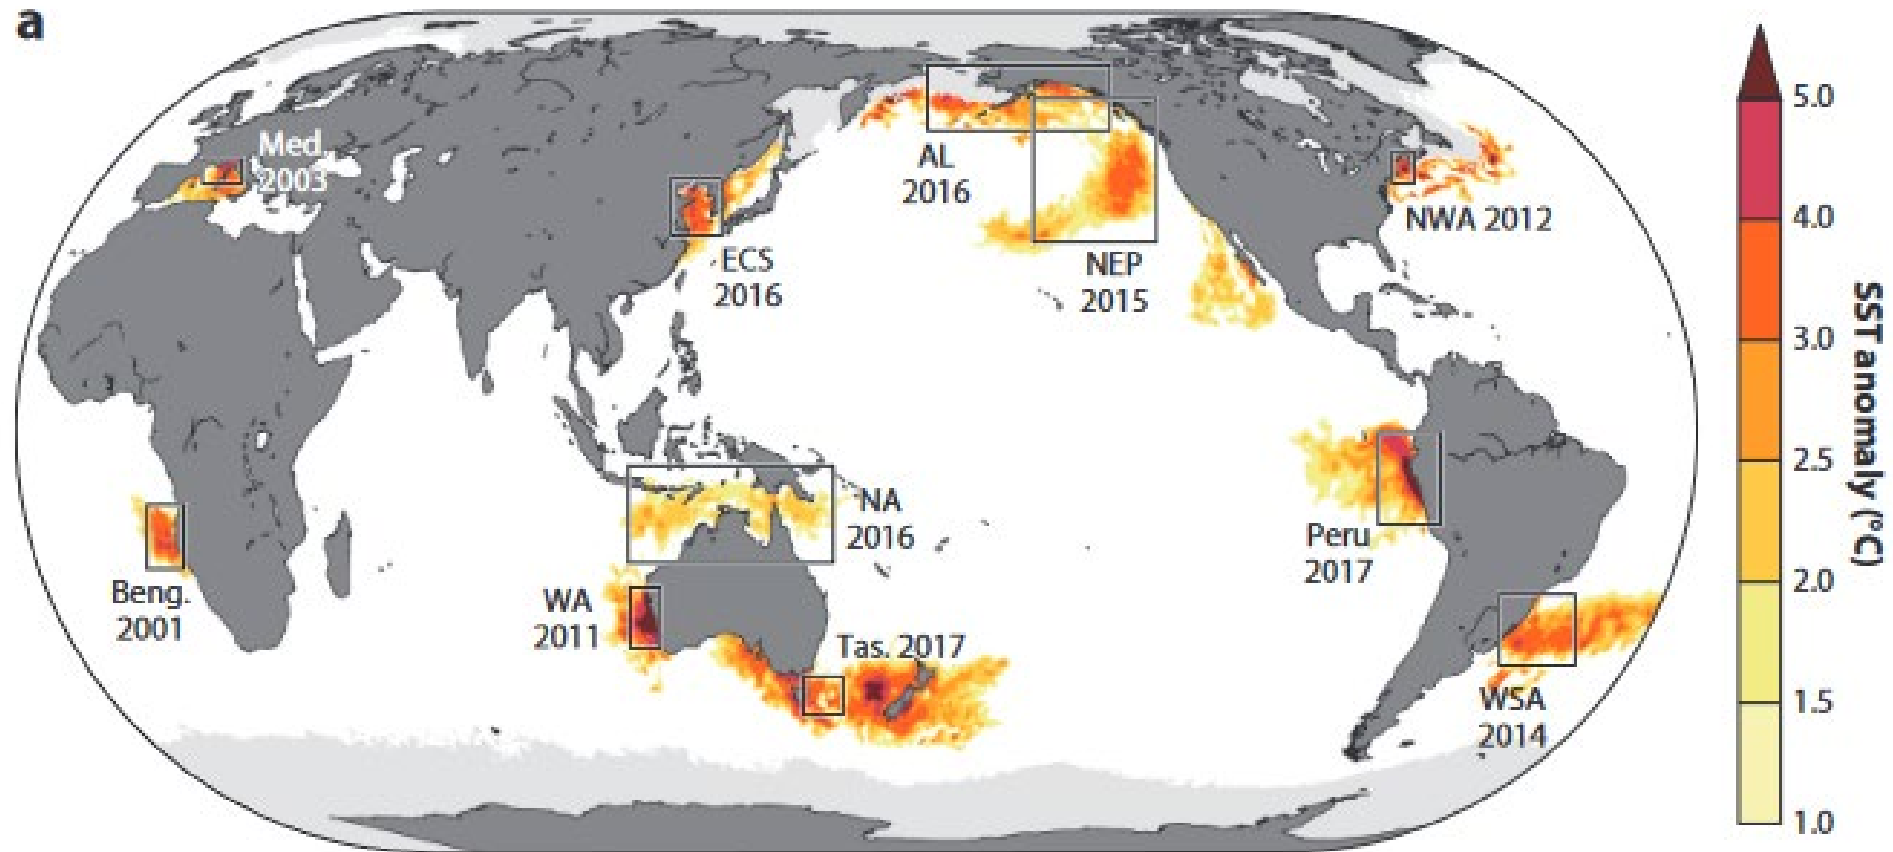 a
Med.
2003
AL
2016
NWA 2012
ECS
2016
NEP
2015
NA
2016
Peru
2017
Beng.
2001
WA
2011
Tas. 2017
WSA
2014
5.0
4.0
3.0
2.5
2.0
1.5
1.0
SST anomaly (°C)